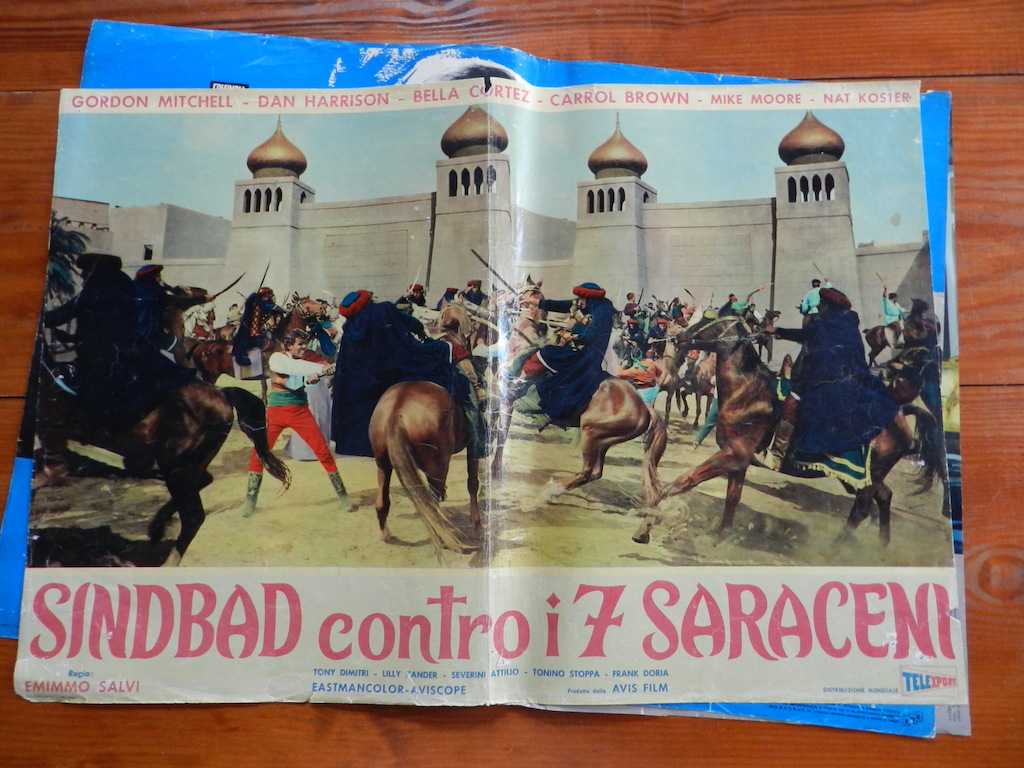 GORDON MITCHELL - DAN HARRISON - BELLA CORTEZ - CARROL BROWN - MIKE MOORE - NAT KOSTER
SINDBAD contro i 7 SARACENI
Regia:
EMIMMO SALVI
TONY DIMITRI - LILLY ZANDER - SEVERINI ATTILIO - TONINO STOPPA - FRANK DORIA
EASTMANCOLOR-AVISCOPE
Prodotto dalla AVIS FILM
DISTRIBUZIONE MONDIALE
TELEXPORT